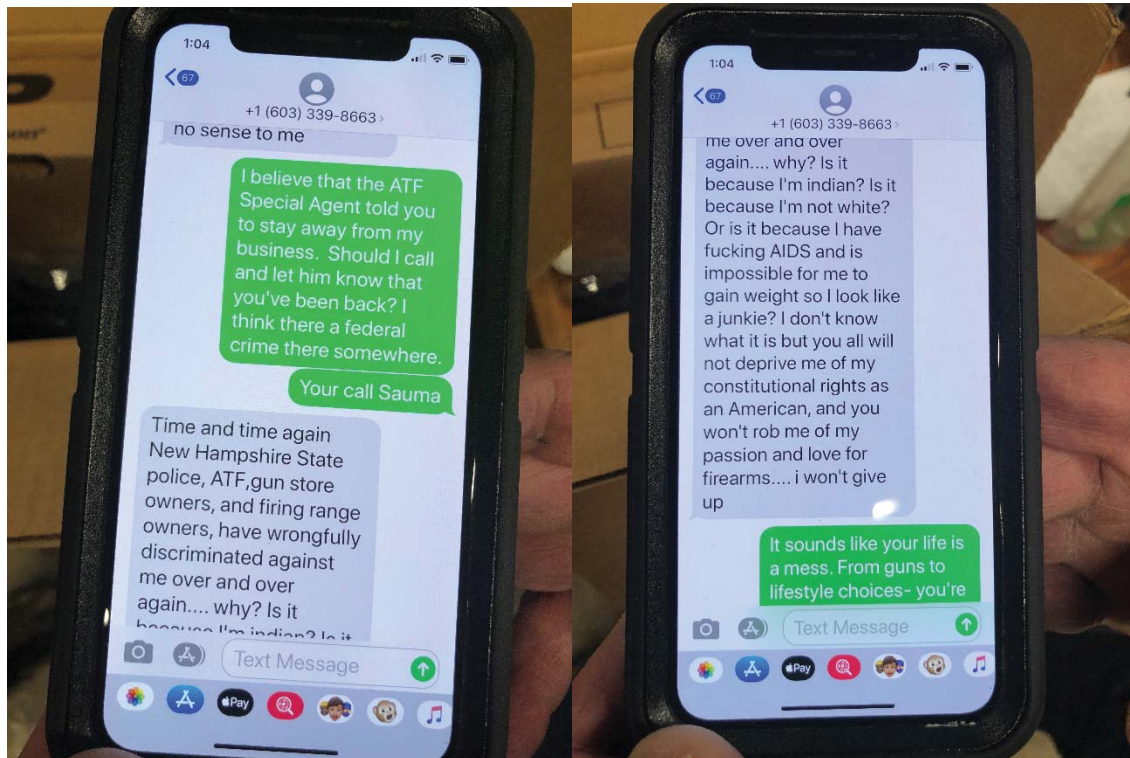 1:04
67
+1 (603) 339-8663 >
no sense to me
I believe that the ATF
Special Agent told you
to stay away from my
business. Should I call
and let him know that
you've been back? I
think there a federal
crime there somewhere.
Your call Sauma
Time and time again
New Hampshire State
police, ATF,gun store
owners, and firing range
owners, have wrongfully
discriminated against
me over and over
again.... why? Is it
because I'm indian? Is it
Text Message
Pay
1:04
67
+1 (603) 339-8663 >
me over and over
again.... why? Is it
because I'm indian? Is it
because I'm not white?
Or is it because I have
fucking AIDS and is
impossible for me to
gain weight so I look like
a junkie? I don't know
what it is but you all will
not deprive me of my
constitutional rights as
an American, and you
won't rob me of my
passion and love for
firearms.... i won't give
up
It sounds like your life is
a mess. From guns to
lifestyle choices- you're
Text Message
Pay